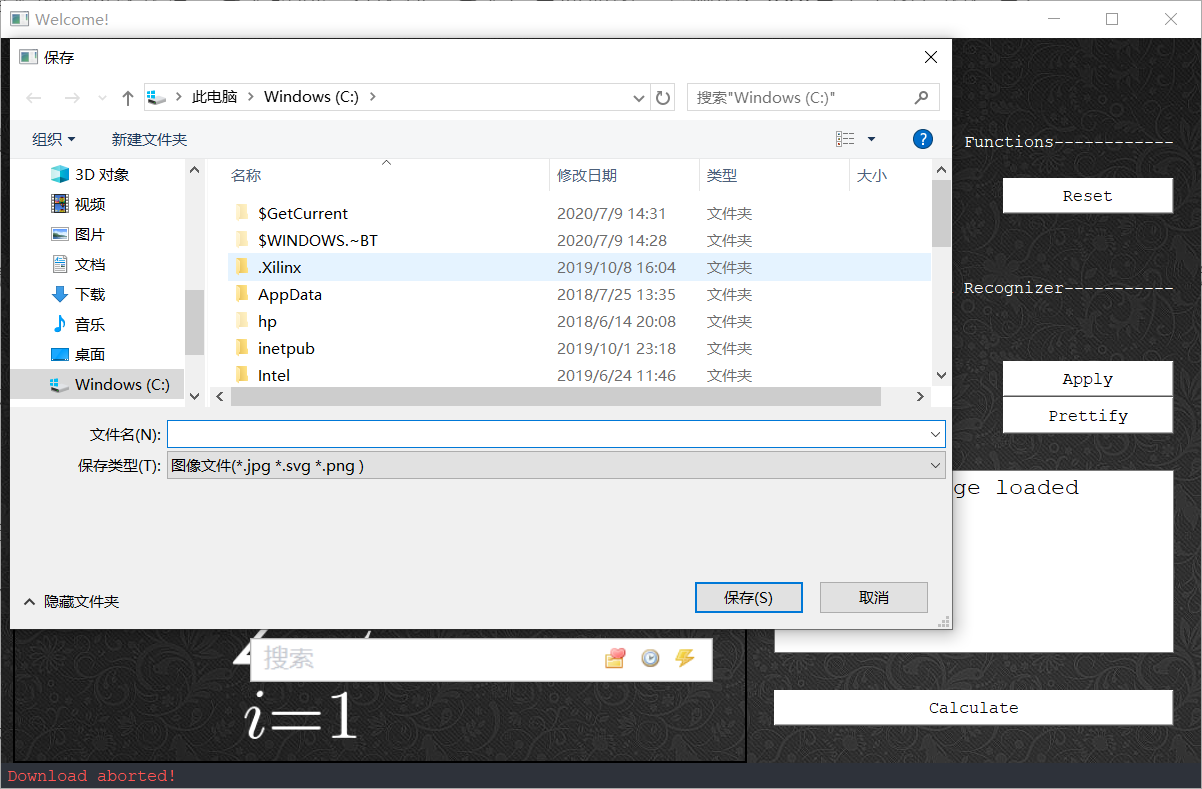 Welcome!
保存
此电脑 Windows (C:)
搜索"Windows (C:)"
组织
新建文件夹
?
Functions------------
3D 对象
视频
图片
文档
下载
音乐
桌面
Windows (C:)
名称 修改日期 类型 大小
$GetCurrent 2020/7/9 14:31 文件夹
$WINDOWS.~BT 2020/7/9 14:28 文件夹
.Xilinx 2019/10/8 16:04 文件夹
AppData 2018/7/25 13:35 文件夹
hp 2018/6/14 20:08 文件夹
inetpub 2019/10/1 23:18 文件夹
Intel 2019/6/24 11:46 文件夹
Reset
Recognizer-----------
Apply
Prettify
文件名(N):
保存类型(T): 图像文件(*.jpg *.svg *.png )
ge loaded
隐藏文件夹
保存(S)
取消
搜索
i=1
Calculate
Download aborted!